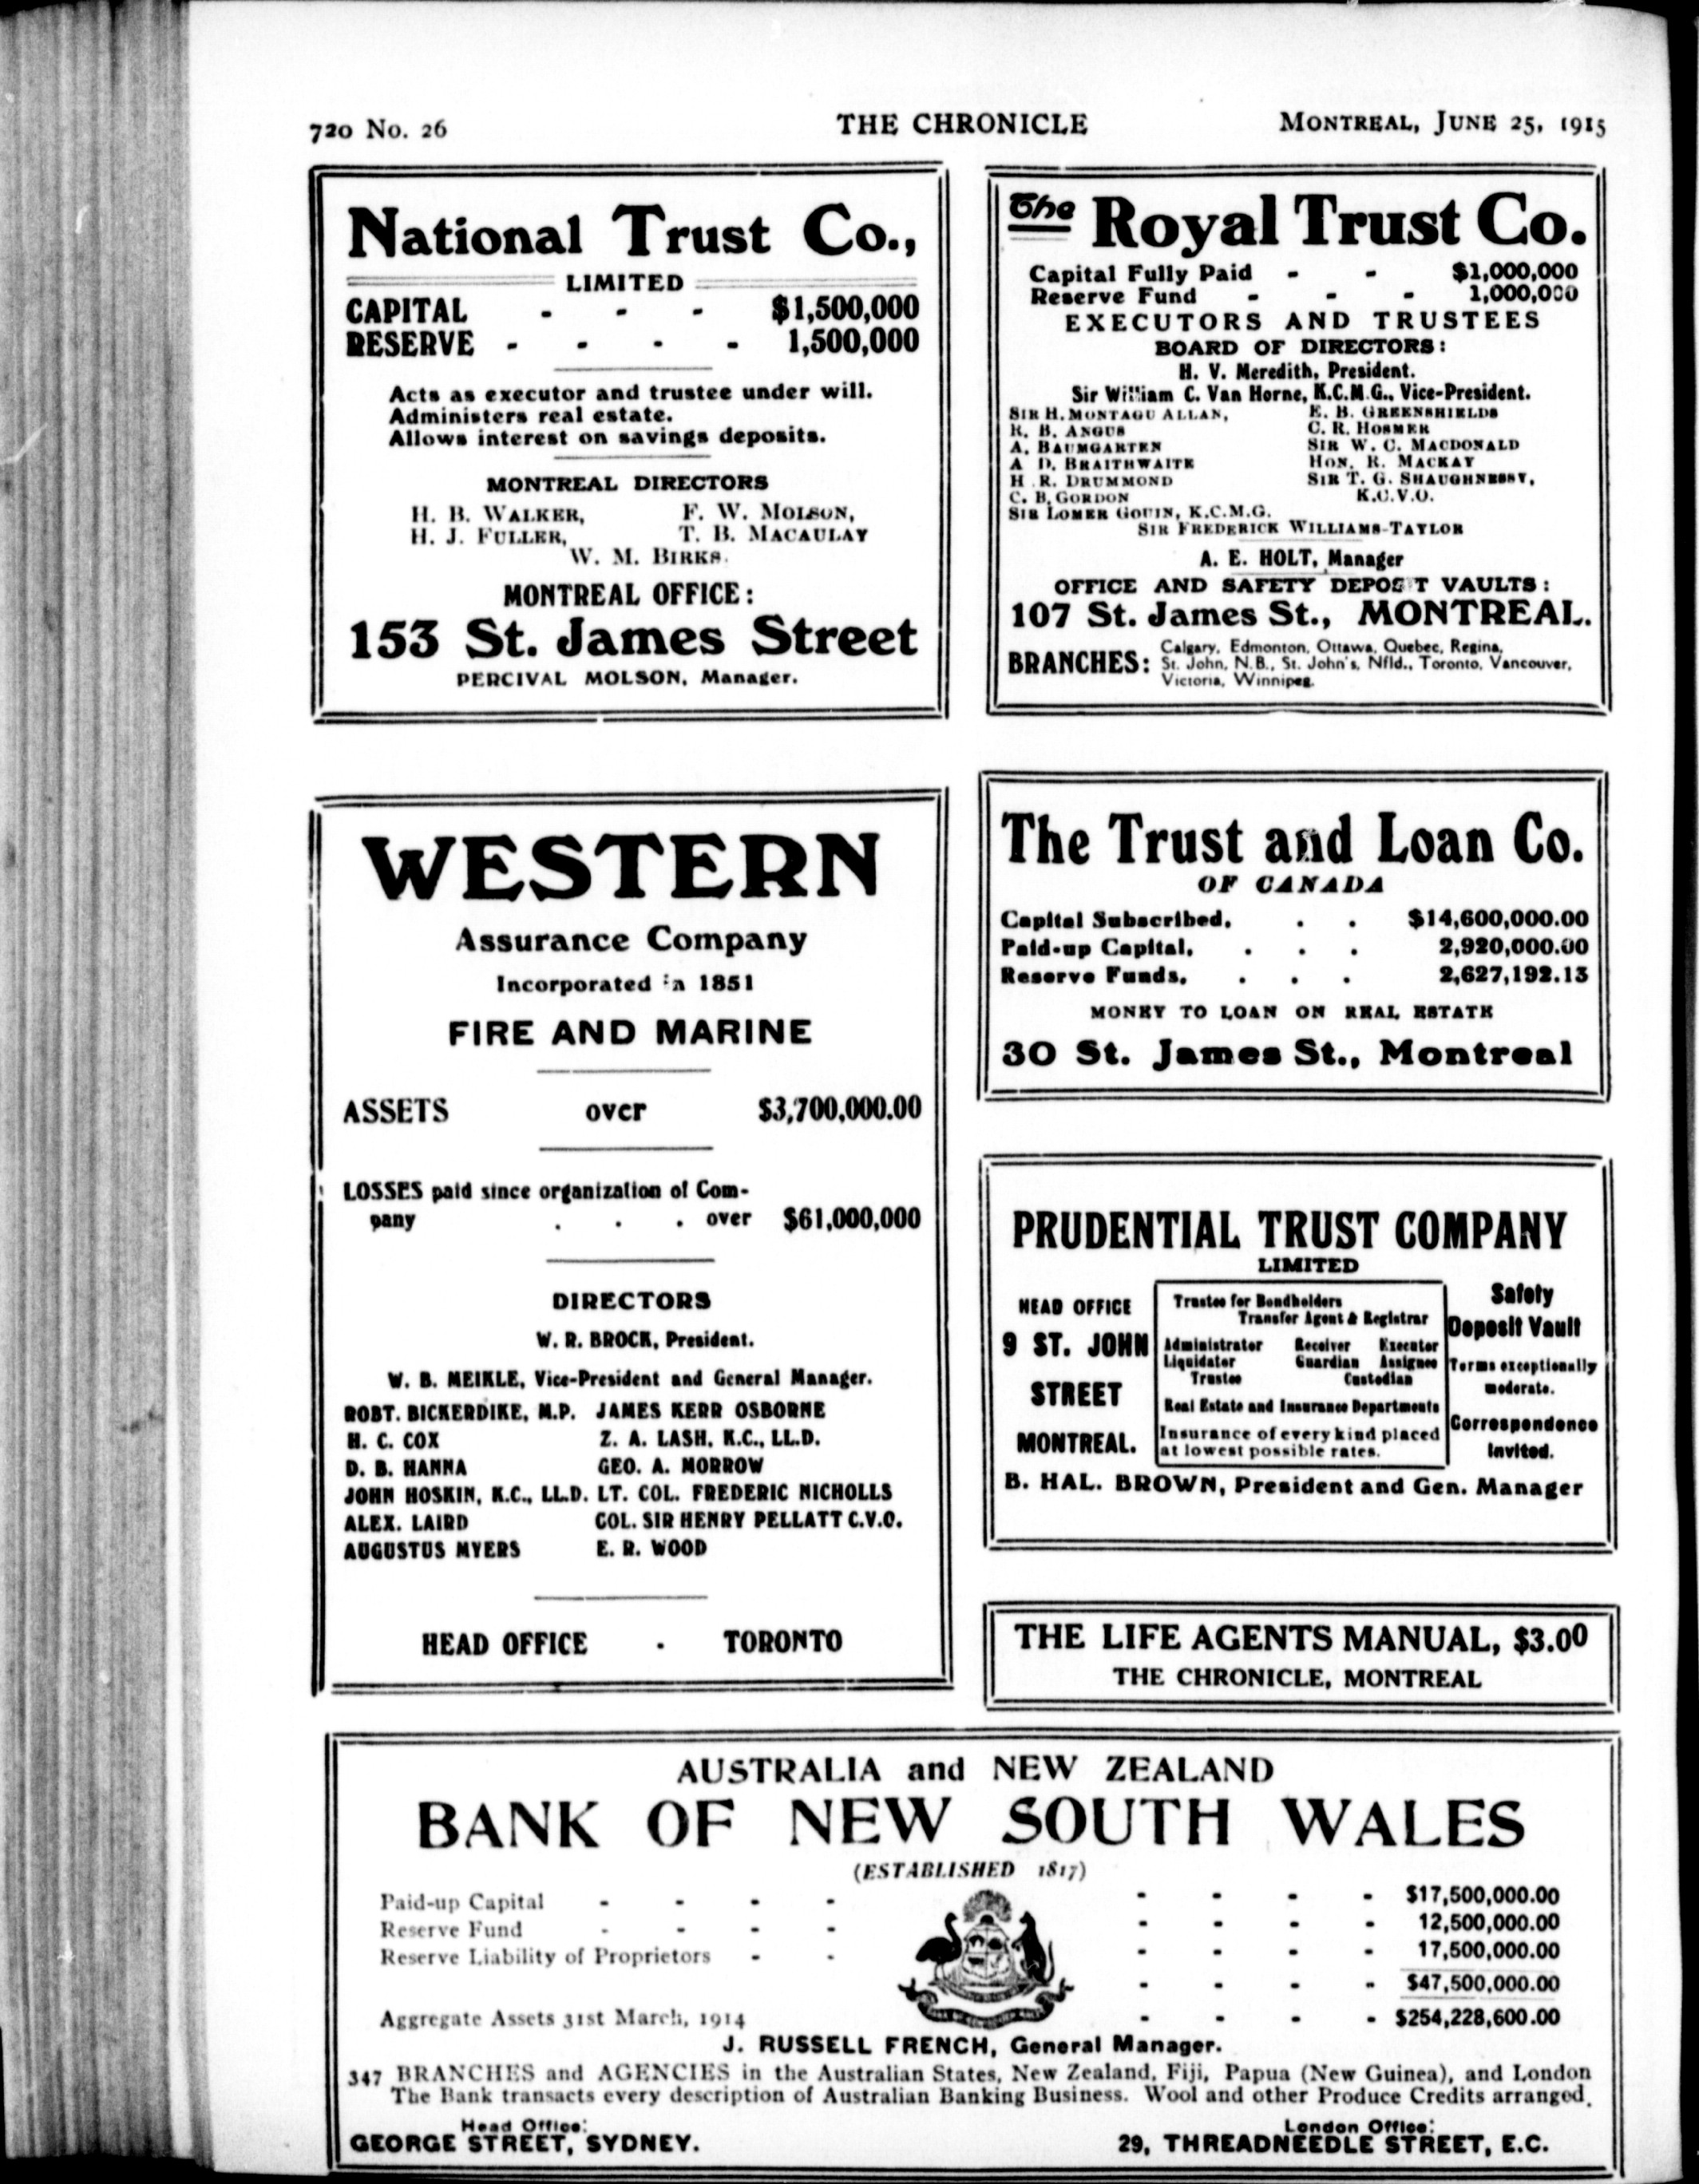 720 No. 26
THE CHRONICLE
MONTREAL, JUNE 25, 1915
National Trust Co.,
LIMITED
CAPITAL - - - $1,500,000
RESERVE - - - - 1,500,000
Acts as executor and trustee under will.
Administers real estate.
Allows interest on savings deposits.
MONTREAL DIRECTORS
H. B. WALKER, F. W. MOLSON,
H. J. FULLER, T. B. MACAULAY
W. M. BIRKS.
MONTREAL OFFICE:
153 St. James Street
PERCIVAL MOLSON, Manager.
The Royal Trust Co.
Capital Fully Paid - - $1,000,000
Reserve Fund - - - 1,000,000
EXECUTORS AND TRUSTEES
BOARD OF DIRECTORS:
H. V. Meredith, President.
Sir William C. Van Horne, K.C.M.G., Vice-President.
SIR H. MONTAGU ALLAN, E. B. GREENSHIELDS
R. B. ANGUS C. R. HOSMER
A. BAUMGARTEN SIR W. C. MACDONALD
A D. BRAITHWAITE HON. R. MACKAY
H. R. DRUMMOND SIR T. G. SHAUGHNESSY,
C. B. GORDON K.C.V.O.
SIR LOMER GOUIN, K.C.M.G.
SIR FREDERICK WILLIAMS-TAYLOR
A. E. HOLT, Manager
OFFICE AND SAFETY DEPOSIT VAULTS:
107 St. James St., MONTREAL.
BRANCHES: Calgary, Edmonton, Ottawa, Quebec, Regina,
St. John, N.B., St. John's, Nfld., Toronto, Vancouver,
Victoria, Winnipeg.
WESTERN
Assurance Company
Incorporated in 1851
FIRE AND MARINE
ASSETS over $3,700,000.00
LOSSES paid since organization of Com-
pany . . . over $61,000,000
DIRECTORS
W. R. BROCK, President.
W. B. MEIKLE, Vice-President and General Manager.
ROBT. BICKERDIKE, M.P. JAMES KERR OSBORNE
H. C. COX Z. A. LASH, K.C., LL.D.
D. B. HANNA GEO. A. MORROW
JOHN HOSKIN, K.C., LL.D. LT. COL. FREDERIC NICHOLLS
ALEX. LAIRD COL. SIR HENRY PELLATT C.V.O.
AUGUSTUS MYERS E. R. WOOD
HEAD OFFICE . TORONTO
The Trust and Loan Co.
OF CANADA
Capital Subscribed, . . $14,600,000.00
Paid-up Capital, . . . 2,920,000.00
Reserve Funds, . . . 2,627,192.13
MONEY TO LOAN ON REAL ESTATE
30 St. James St., Montreal
PRUDENTIAL TRUST COMPANY
LIMITED
HEAD OFFICE
9 ST. JOHN
STREET
MONTREAL.
Trustee for Bondholders
Transfer Agent & Registrar
Administrator Receiver Executor
Liquidator Guardian Assignee
Trustee Custodian
Real Estate and Insurance Departments
Insurance of every kind placed
at lowest possible rates.
Safety
Deposit Vault
Terms exceptionally
moderate.
Correspondence
invited.
B. HAL. BROWN, President and Gen. Manager
THE LIFE AGENTS MANUAL, $3.00
THE CHRONICLE, MONTREAL
AUSTRALIA and NEW ZEALAND
BANK OF NEW SOUTH WALES
(ESTABLISHED 1817)
Paid-up Capital - - - - - - - - $17,500,000.00
Reserve Fund - - - - - - - - 12,500,000.00
Reserve Liability of Proprietors - - - - - - 17,500,000.00
- - - - $47,500,000.00
Aggregate Assets 31st March, 1914 - - - - $254,228,600.00
J. RUSSELL FRENCH, General Manager.
347 BRANCHES and AGENCIES in the Australian States, New Zealand, Fiji, Papua (New Guinea), and London
The Bank transacts every description of Australian Banking Business. Wool and other Produce Credits arranged.
Head Office:
GEORGE STREET, SYDNEY.
London Office:
29, THREADNEEDLE STREET, E.C.